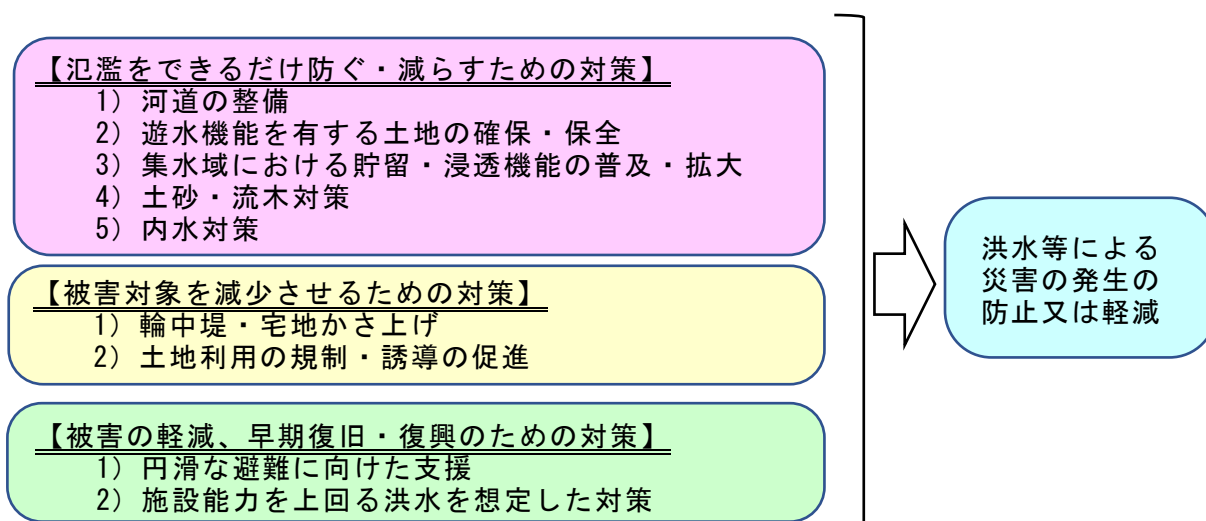 【氾濫をできるだけ防ぐ・減らすための対策】
1) 河道の整備
2) 遊水機能を有する土地の確保・保全
3) 集水域における貯留・浸透機能の普及・拡大
4) 土砂・流木対策
5) 内水対策
【被害対象を減少させるための対策】
1) 輪中堤・宅地かさ上げ
2) 土地利用の規制・誘導の促進
【被害の軽減、早期復旧・復興のための対策】
1) 円滑な避難に向けた支援
2) 施設能力を上回る洪水を想定した対策
洪水等による
災害の発生の
防止又は軽減